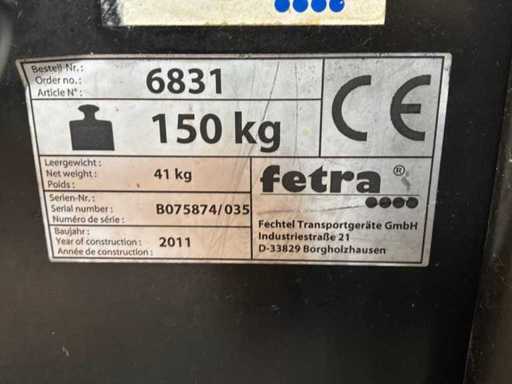 Bestell-Nr.:
Order no.:
Article N°:
6831
150 kg
CE
Leergewicht:
Net weight:
Poids:
41 kg
Serien-Nr.:
Serial number:
Numéro de série:
B075874/035
Baujahr:
Year of construction:
Année de construction:
2011
fetra®
Fechtel Transportgeräte GmbH
Industriestraße 21
D-33829 Borgholzhausen